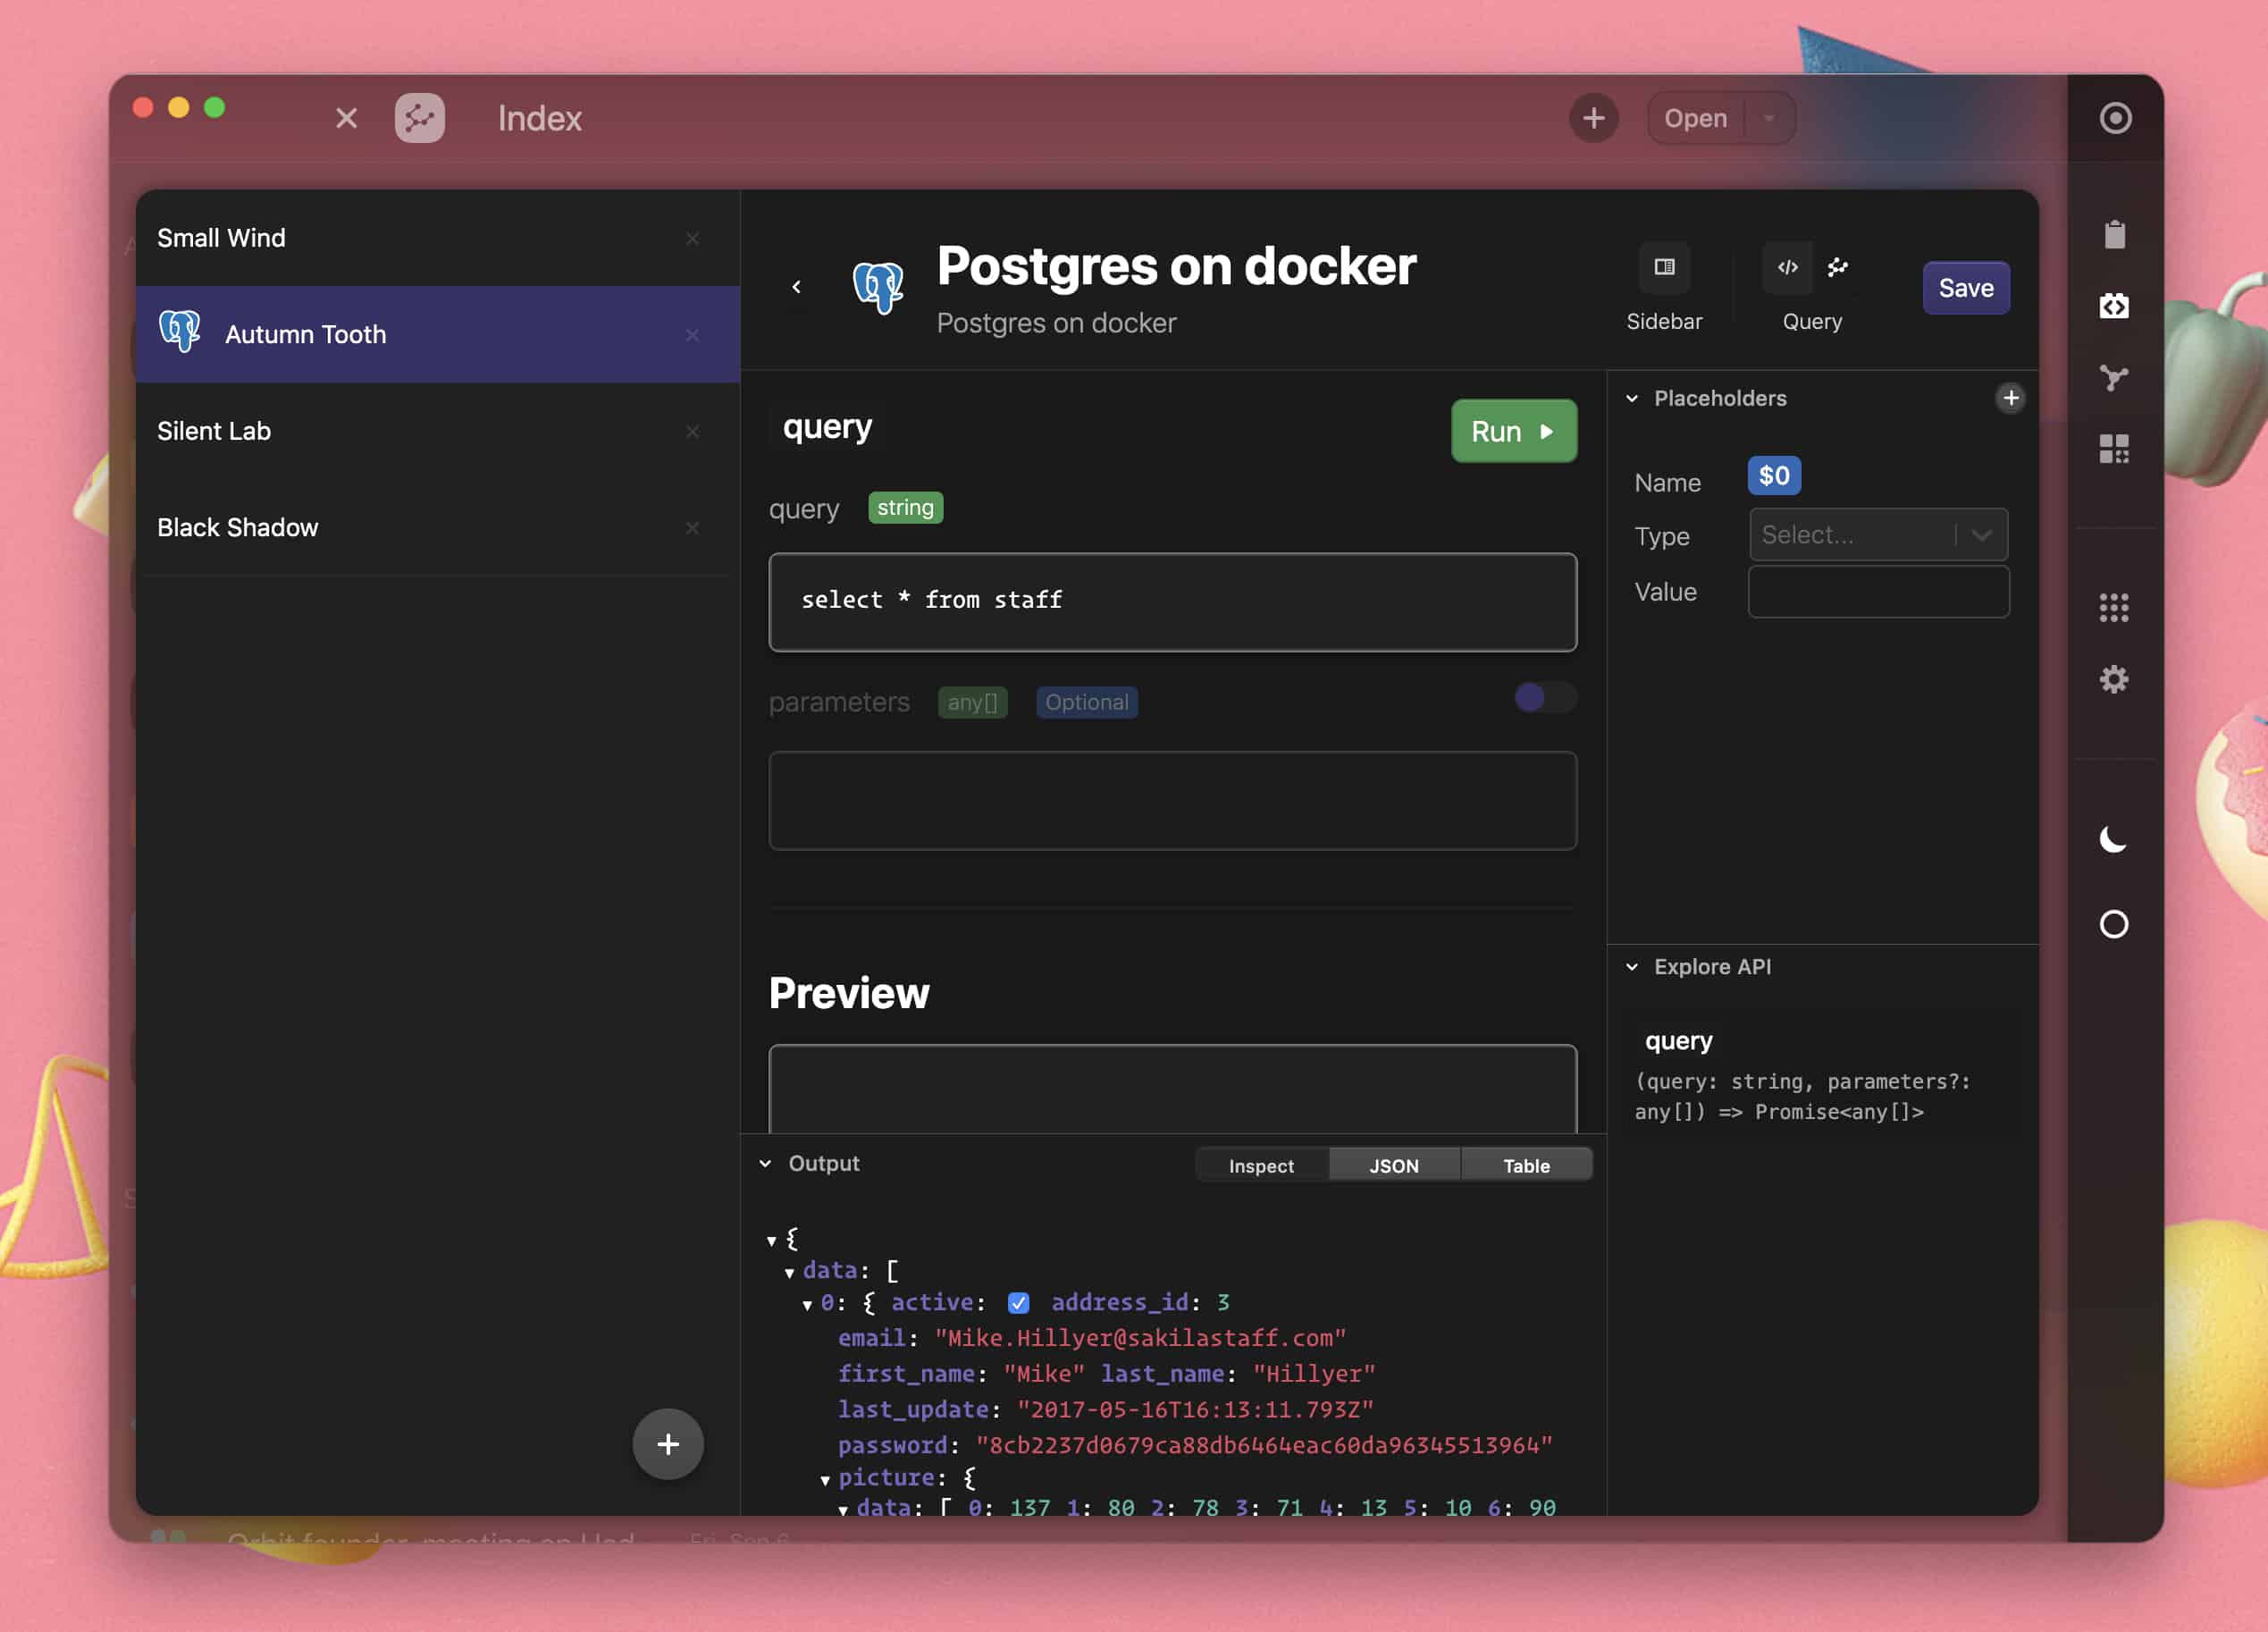 Index
Open
Small Wind
Autumn Tooth
Silent Lab
Black Shadow
Postgres on docker
Postgres on docker
Sidebar
Query
Save
query
Run
query string
select * from staff
parameters any[] Optional
Preview
Output
Inspect JSON Table
{
data: [
0: { active: address_id: 3
email: "Mike.Hillyer@sakilastaff.com"
first_name: "Mike" last_name: "Hillyer"
last_update: "2017-05-16T16:13:11.793Z"
password: "8cb2237d0679ca88db6464eac60da96345513964"
picture: {
data: [ 0: 137 1: 80 2: 78 3: 71 4: 13 5: 10 6: 90
Placeholders
Name $0
Type Select...
Value
Explore API
query
(query: string, parameters?:
any[]) => Promise<any[]>
Fri, Sep 6